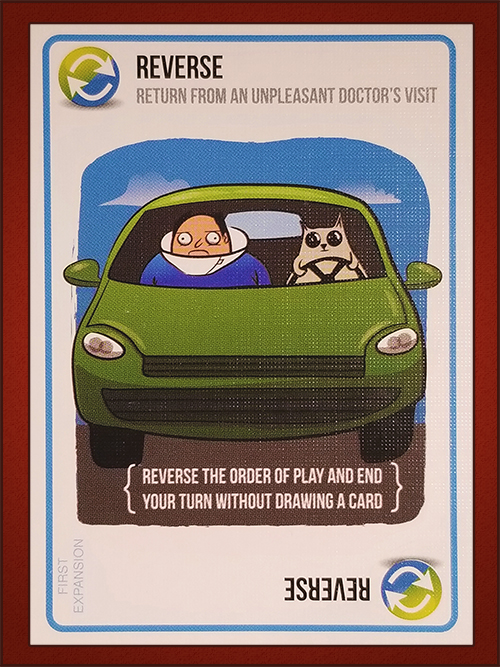 REVERSE
RETURN FROM AN UNPLEASANT DOCTOR'S VISIT
REVERSE THE ORDER OF PLAY AND END
YOUR TURN WITHOUT DRAWING A CARD
FIRST
EXPANSION
REVERSE